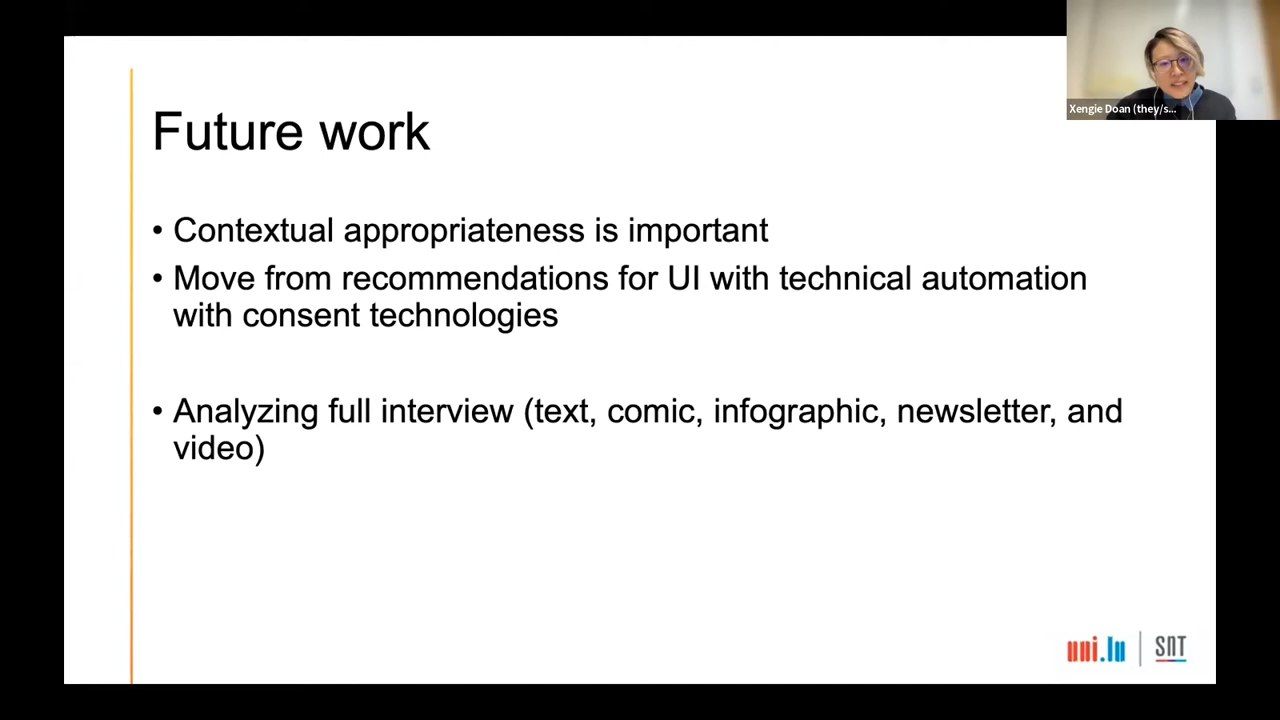 Xengie Doan (they/s...
Future work
• Contextual appropriateness is important
• Move from recommendations for UI with technical automation
with consent technologies
• Analyzing full interview (text, comic, infographic, newsletter, and
video)
uni.lu | SNT